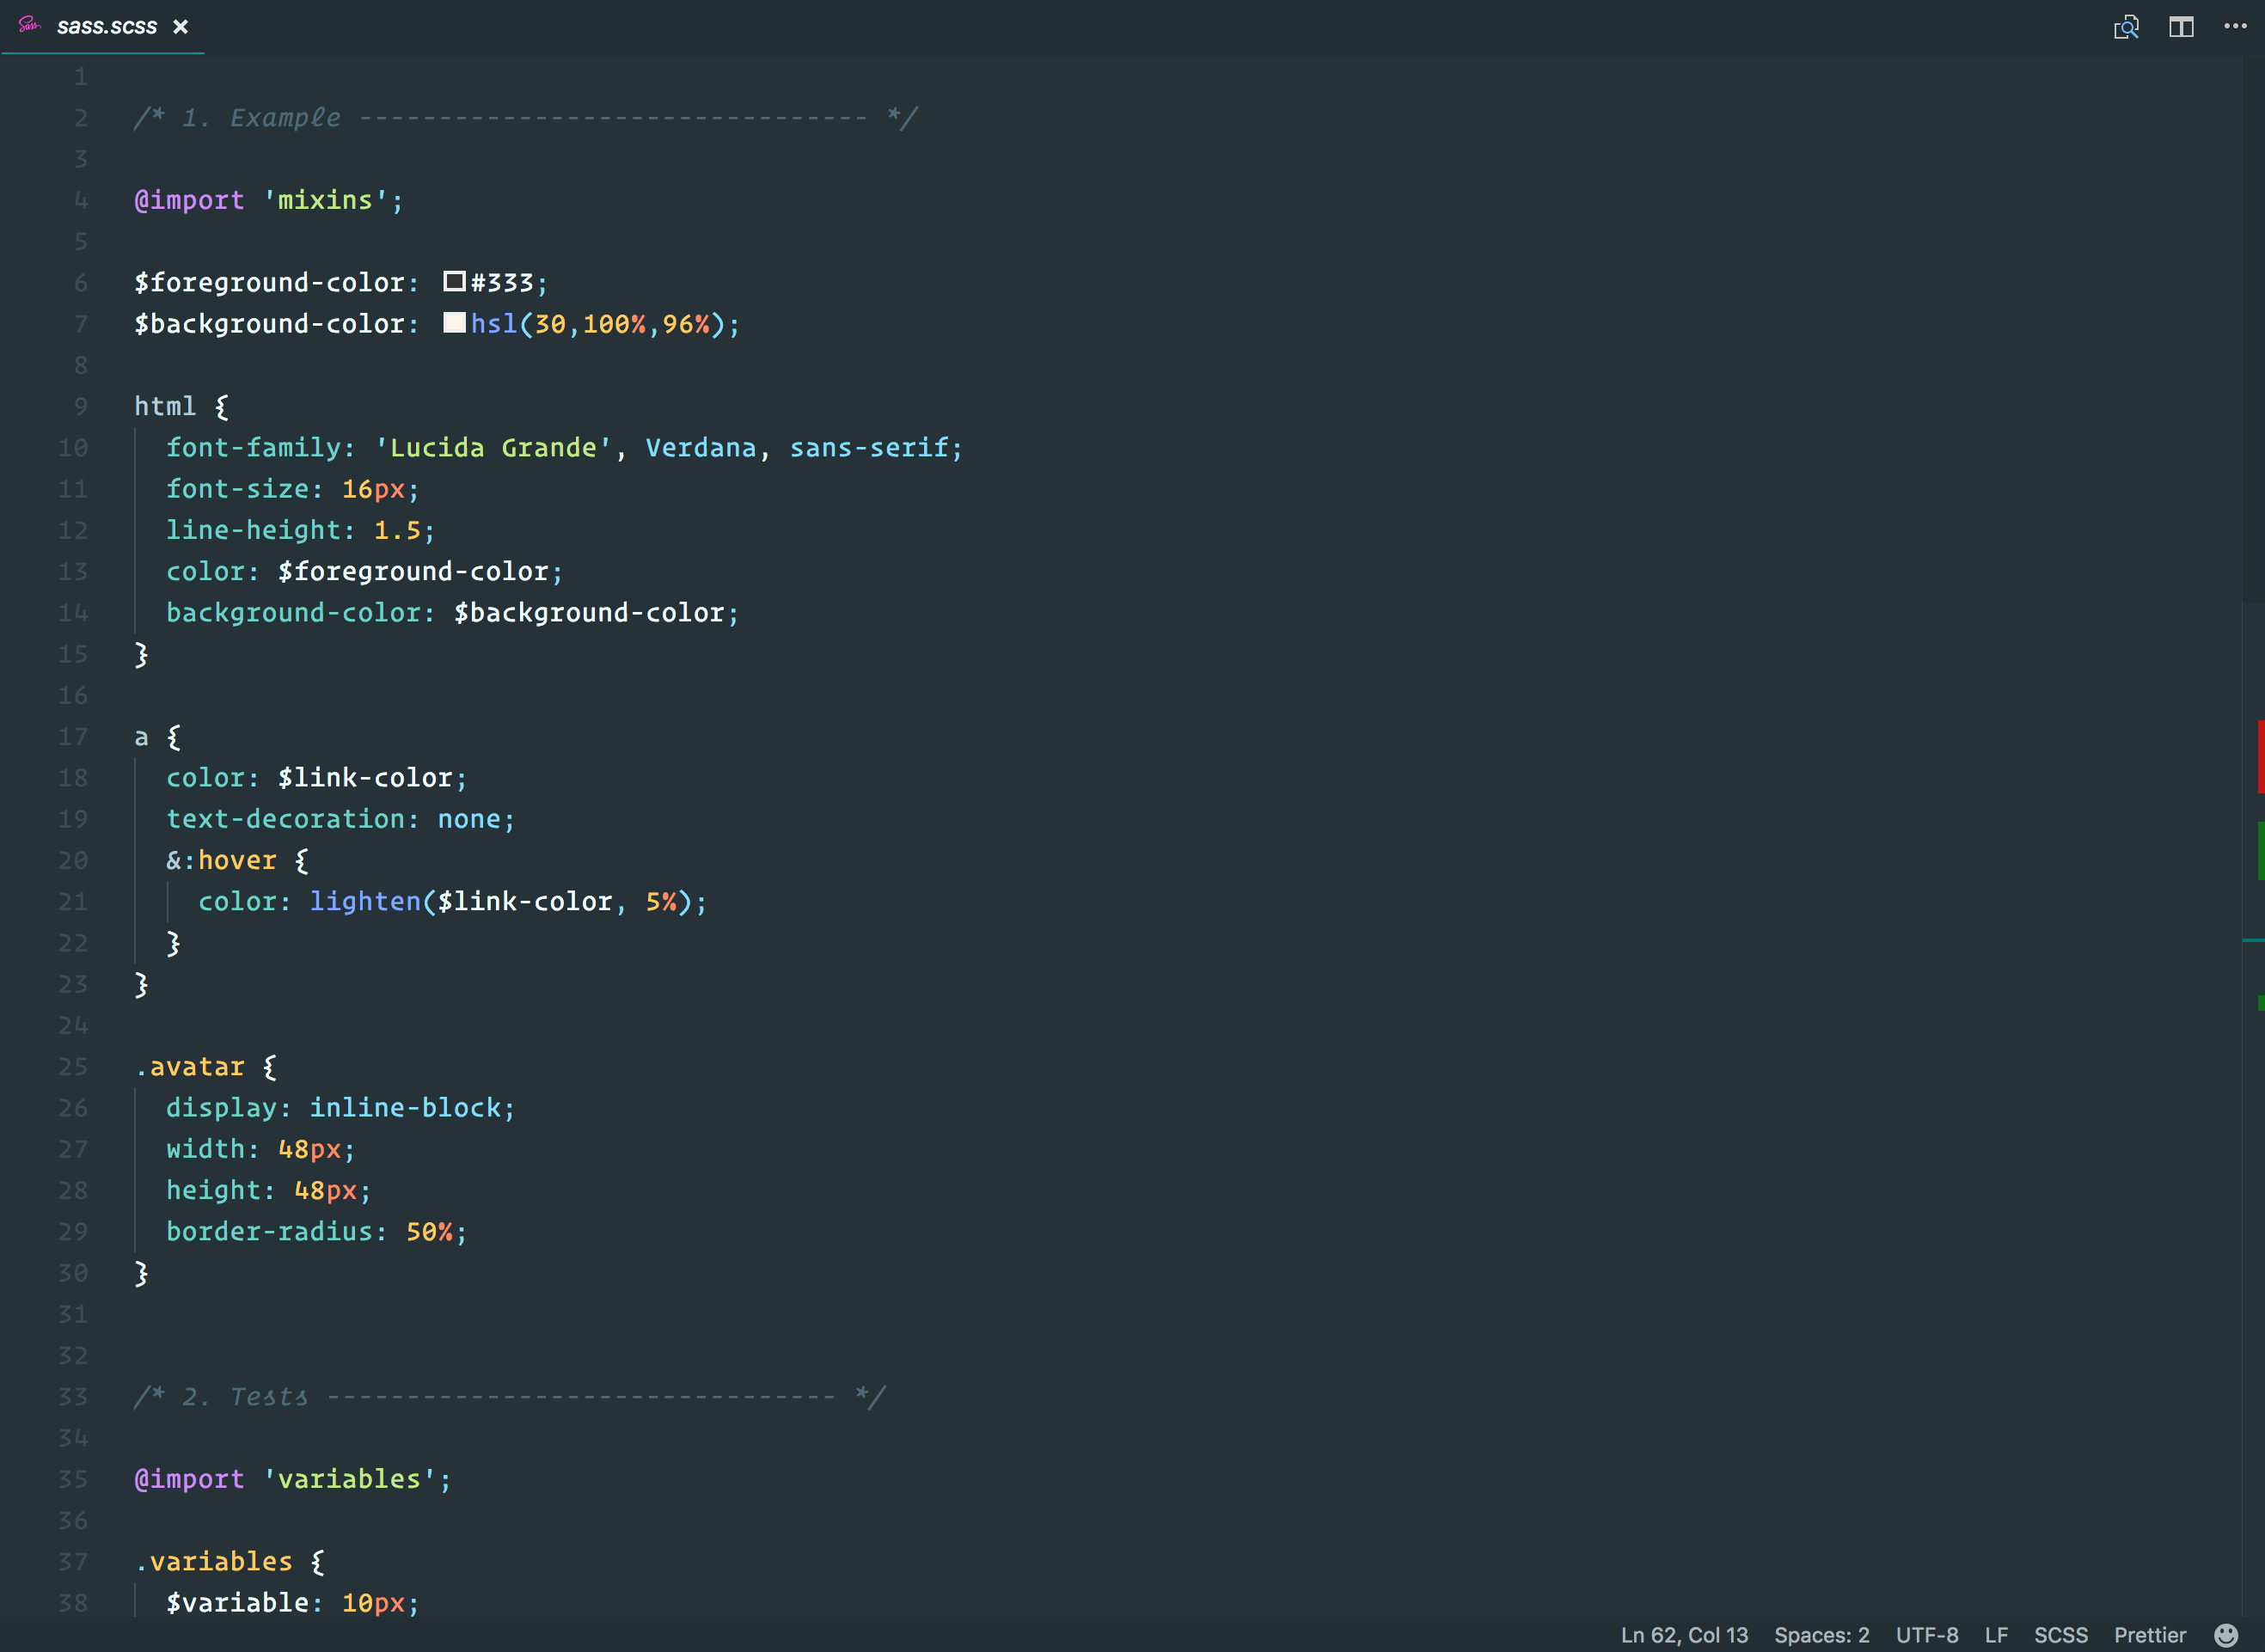 Sass sass.scss ×
1
2 /* 1. Example -------------------------------- */
3
4 @import 'mixins';
5
6 $foreground-color: #333;
7 $background-color: hsl(30,100%,96%);
8
9 html {
10 font-family: 'Lucida Grande', Verdana, sans-serif;
11 font-size: 16px;
12 line-height: 1.5;
13 color: $foreground-color;
14 background-color: $background-color;
15 }
16
17 a {
18 color: $link-color;
19 text-decoration: none;
20 &:hover {
21 color: lighten($link-color, 5%);
22 }
23 }
24
25 .avatar {
26 display: inline-block;
27 width: 48px;
28 height: 48px;
29 border-radius: 50%;
30 }
31
32
33 /* 2. Tests -------------------------------- */
34
35 @import 'variables';
36
37 .variables {
38 $variable: 10px;
Ln 62, Col 13 Spaces: 2 UTF-8 LF SCSS Prettier